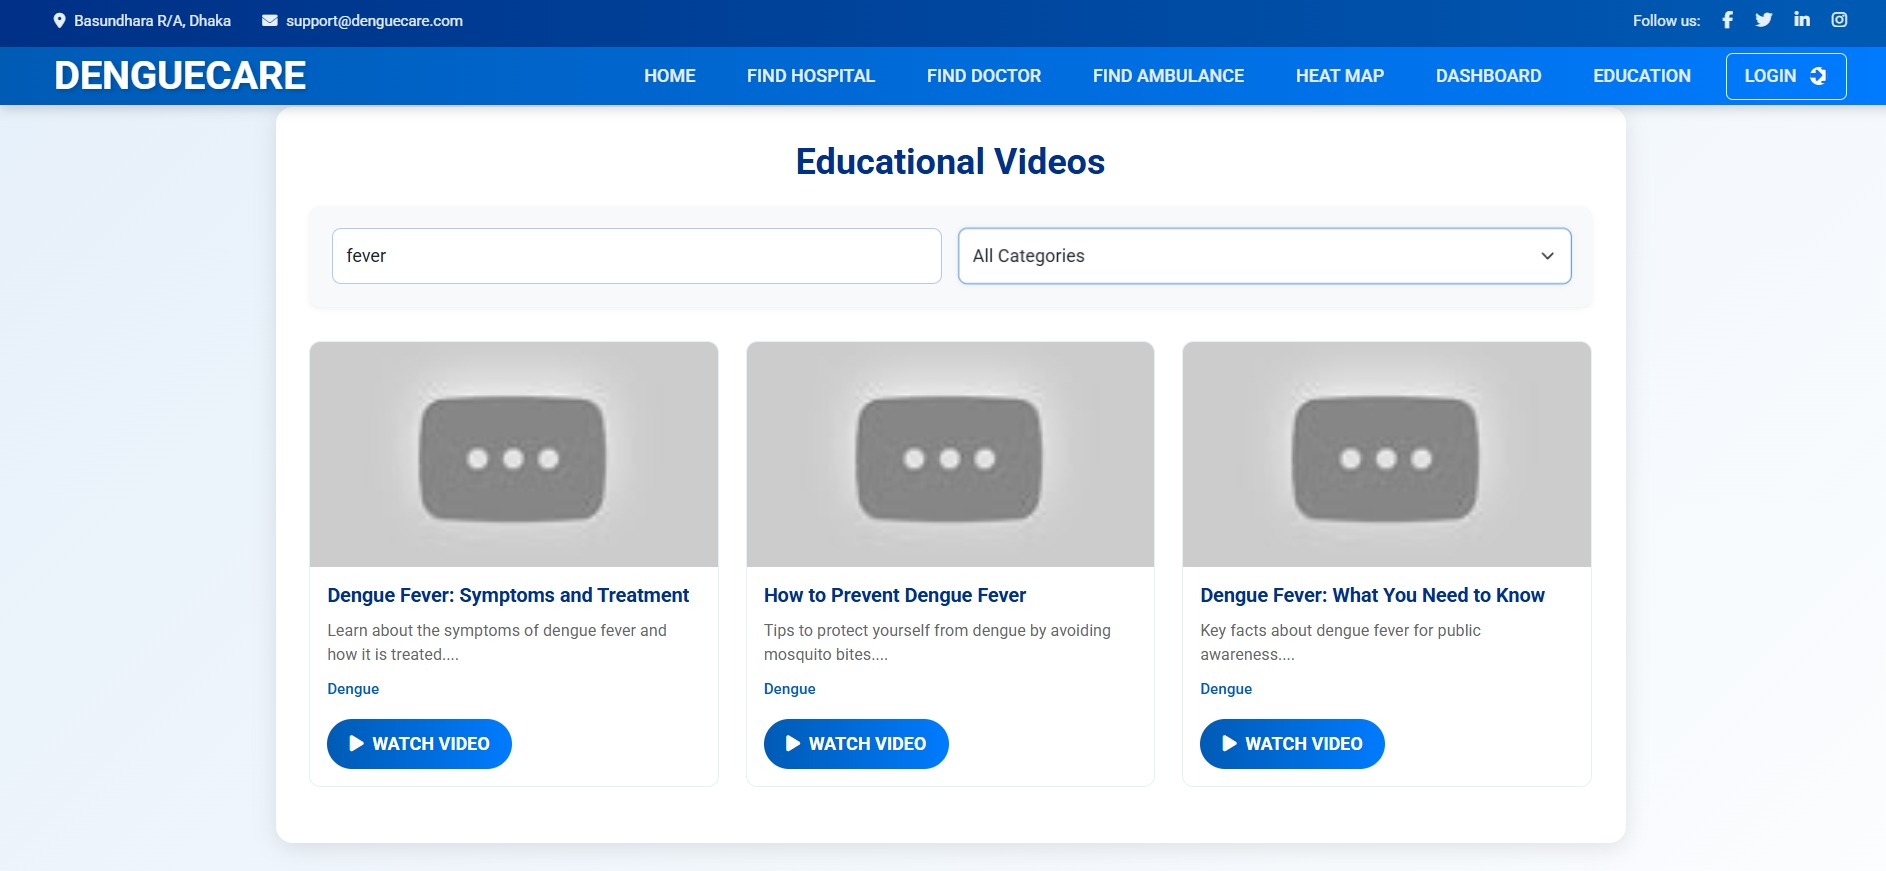 Basundhara R/A, Dhaka
support@denguecare.com
Follow us:
DENGUECARE
HOME
FIND HOSPITAL
FIND DOCTOR
FIND AMBULANCE
HEAT MAP
DASHBOARD
EDUCATION
LOGIN
Educational Videos
fever
All Categories
Dengue Fever: Symptoms and Treatment
Learn about the symptoms of dengue fever and
how it is treated....
Dengue
WATCH VIDEO
How to Prevent Dengue Fever
Tips to protect yourself from dengue by avoiding
mosquito bites....
Dengue
WATCH VIDEO
Dengue Fever: What You Need to Know
Key facts about dengue fever for public
awareness....
Dengue
WATCH VIDEO